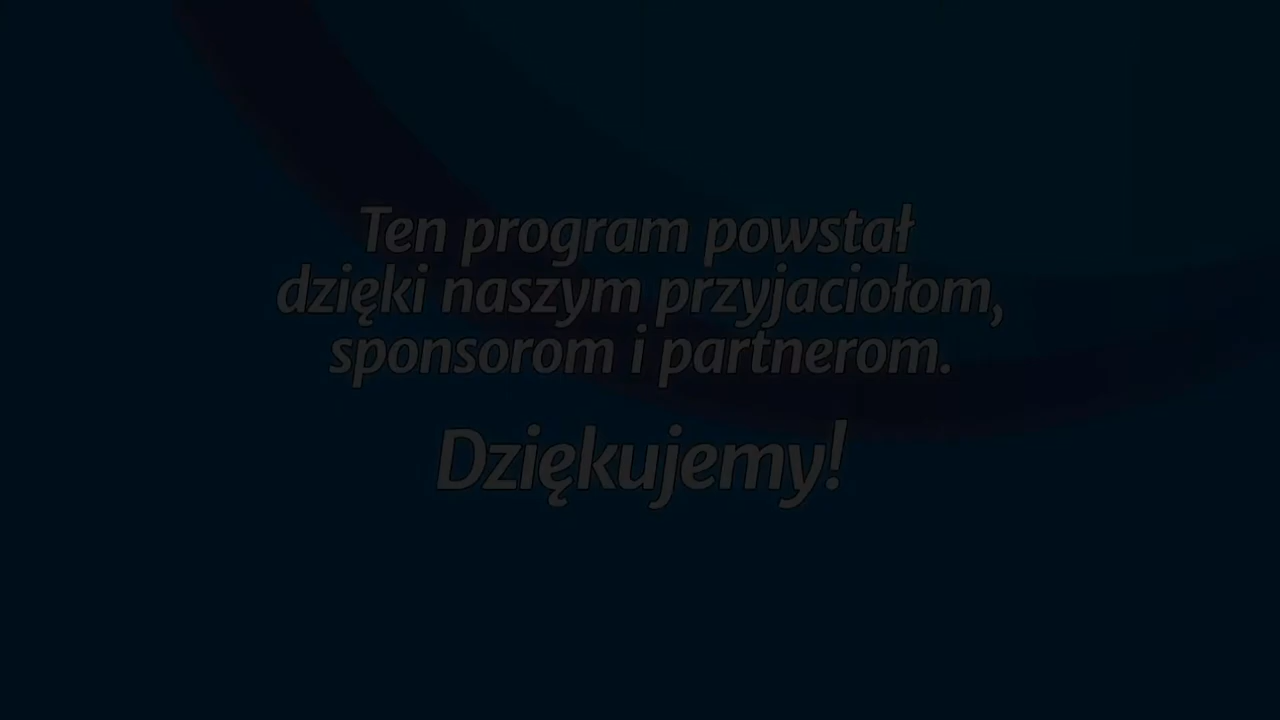 Ten program powstał
dzięki naszym przyjaciołom,
sponsorom i partnerom.
Dziękujemy!